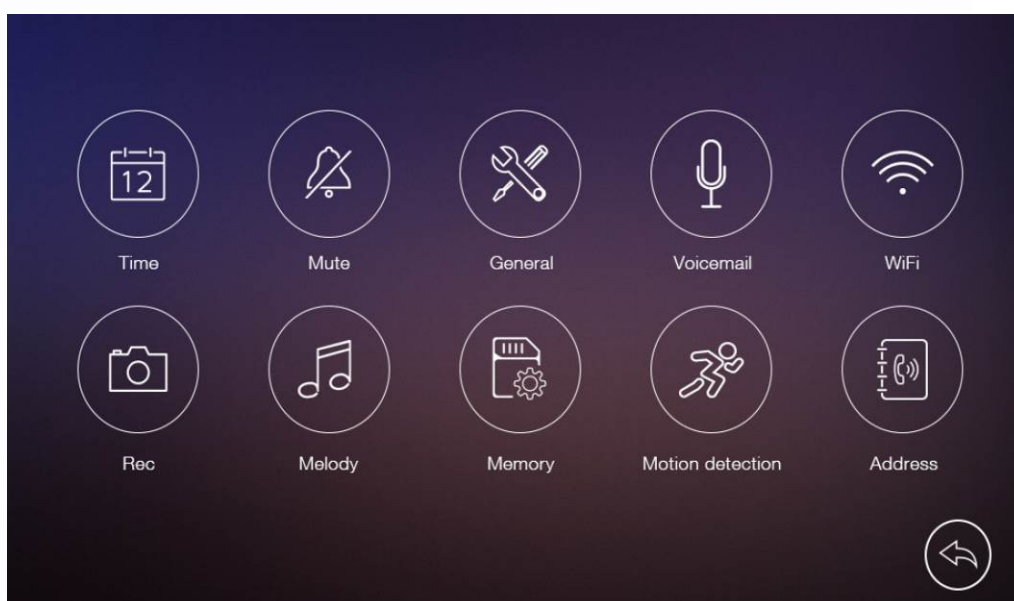 12
Time
Mute
General
Voicemail
WiFi
Rec
Melody
Memory
Motion detection
Address